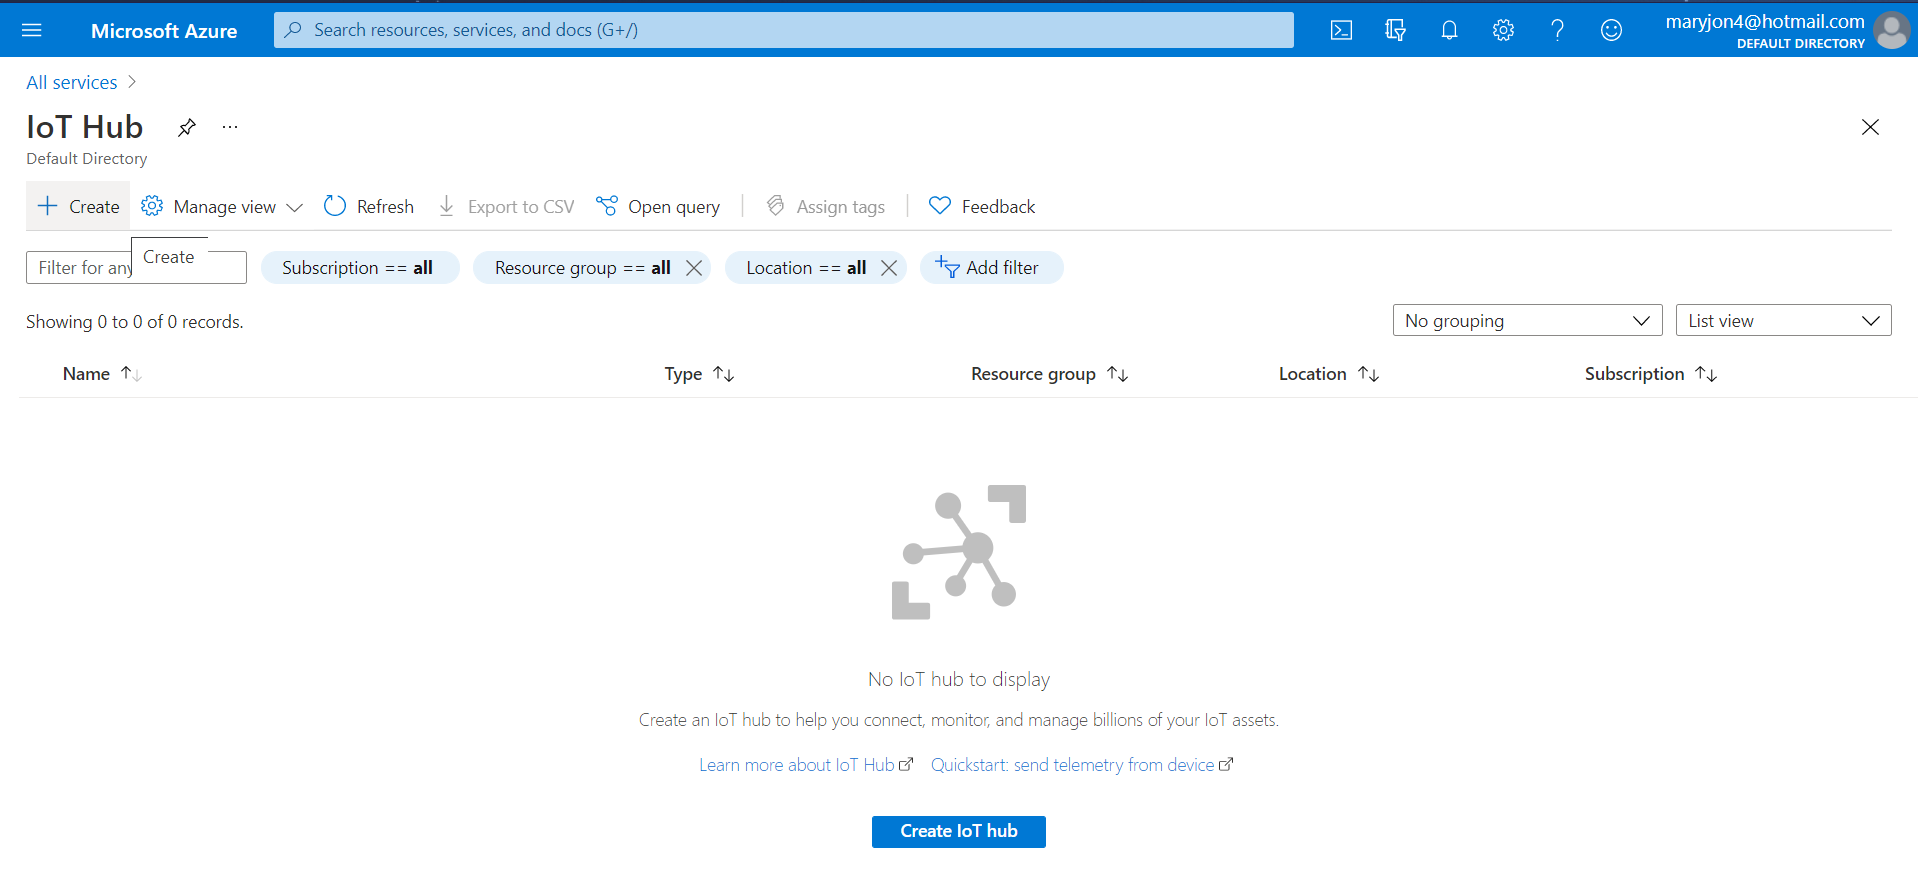 Microsoft Azure
Search resources, services, and docs (G+/)
maryjon4@hotmail.com
DEFAULT DIRECTORY
All services
IoT Hub
Default Directory
Create
Manage view
Refresh
Export to CSV
Open query
Assign tags
Feedback
Filter for any
Create
Subscription == all
Resource group == all
Location == all
Add filter
Showing 0 to 0 of 0 records.
No grouping
List view
Name
Type
Resource group
Location
Subscription
No IoT hub to display
Create an IoT hub to help you connect, monitor, and manage billions of your IoT assets.
Learn more about IoT Hub
Quickstart: send telemetry from device
Create IoT hub